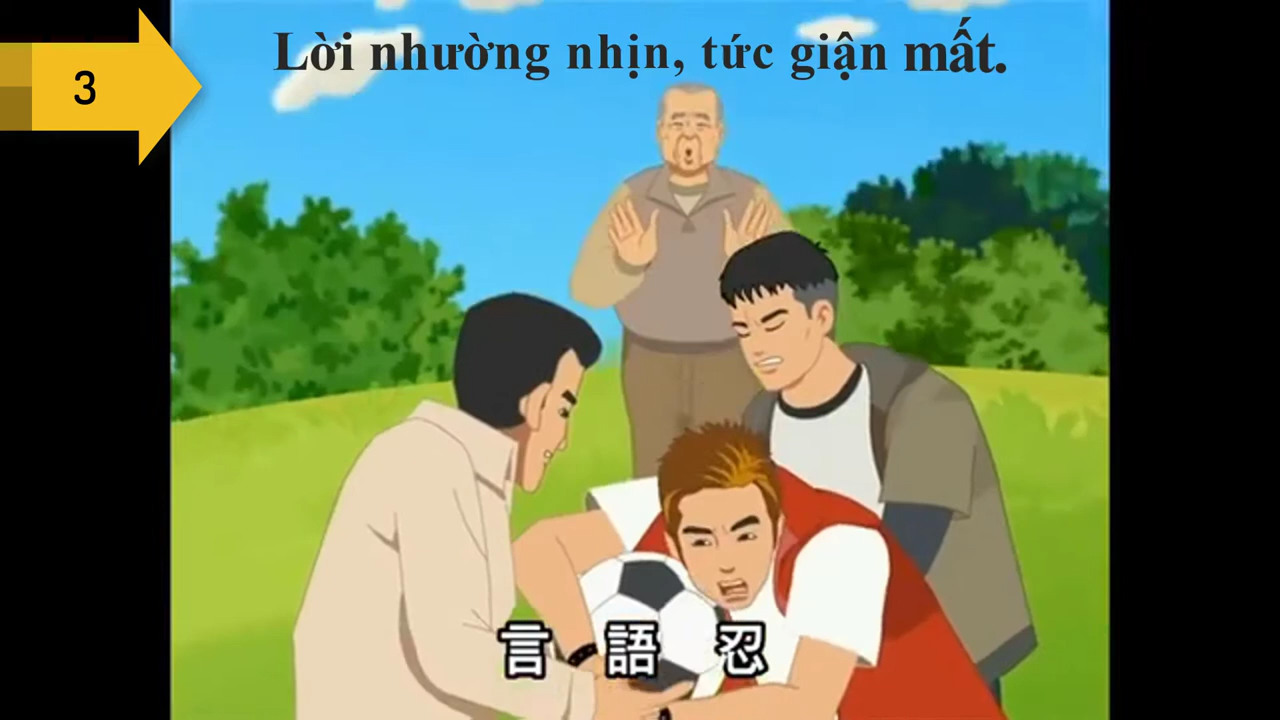 Lời nhường nhịn, tức giận mất.
3
言 語 忍